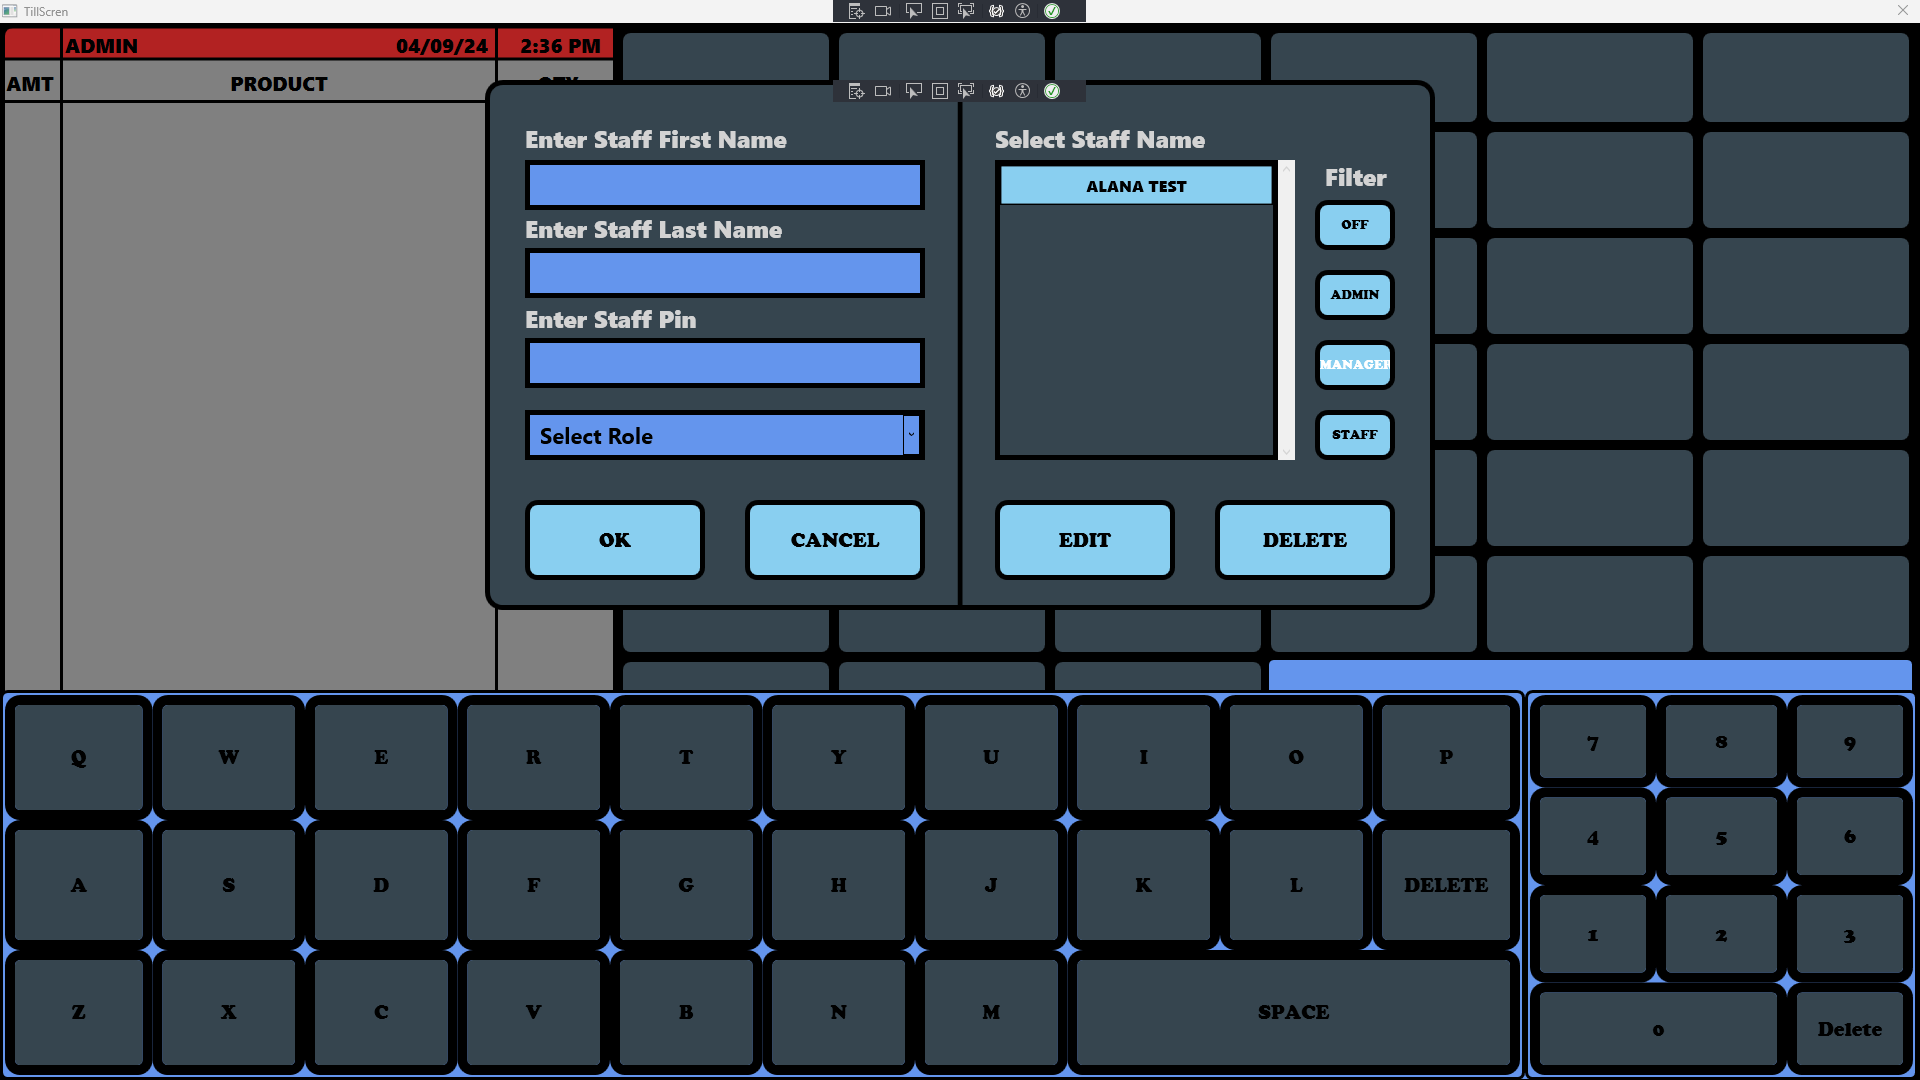 TillScren
ADMIN 04/09/24 2:36 PM
AMT PRODUCT
Enter Staff First Name
Enter Staff Last Name
Enter Staff Pin
Select Role
OK CANCEL
Select Staff Name
ALANA TEST
Filter
OFF
ADMIN
MANAGER
STAFF
EDIT DELETE
Q W E R T Y U I O P
A S D F G H J K L DELETE
Z X C V B N M SPACE
7 8 9
4 5 6
1 2 3
0 Delete